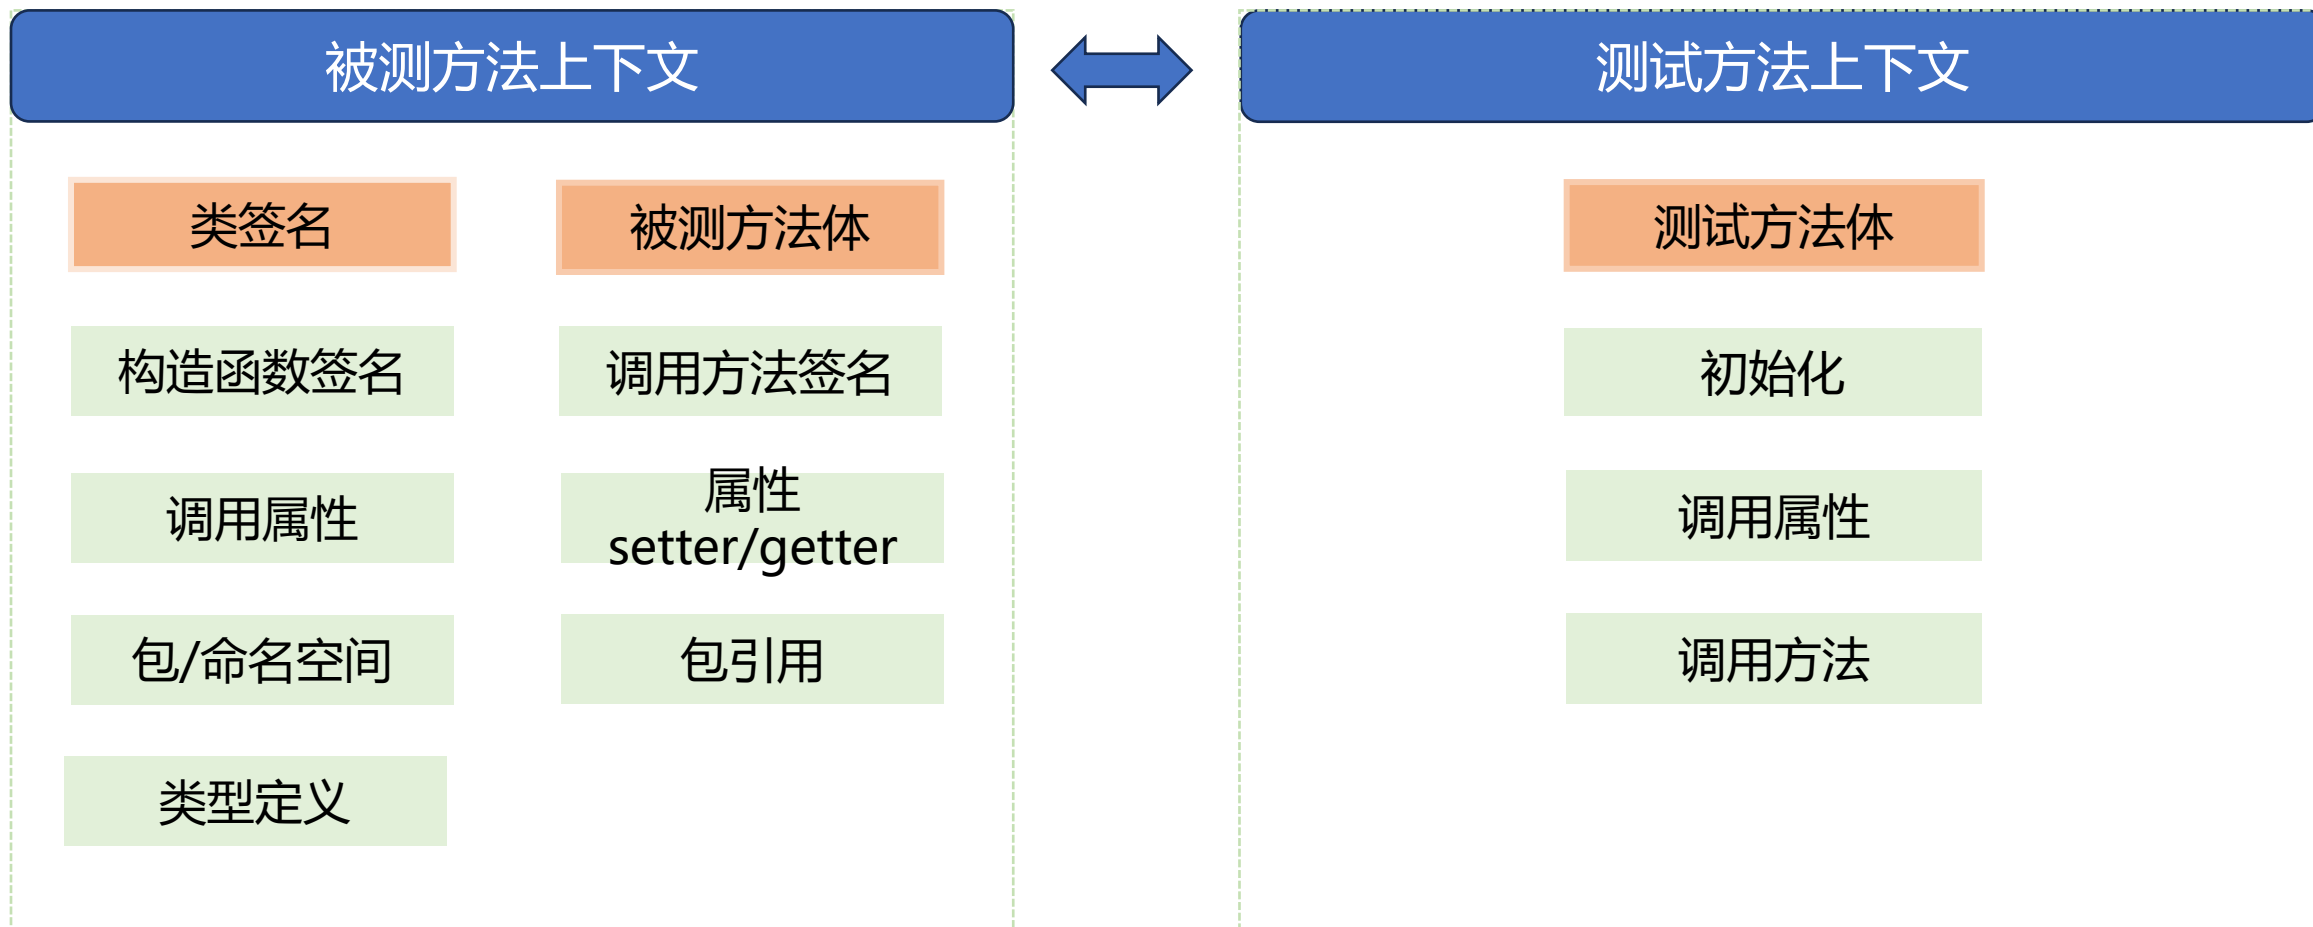 被测方法上下文
测试方法上下文
类签名
被测方法体
测试方法体
构造函数签名
调用方法签名
初始化
调用属性
属性
setter/getter
调用属性
包/命名空间
包引用
调用方法
类型定义